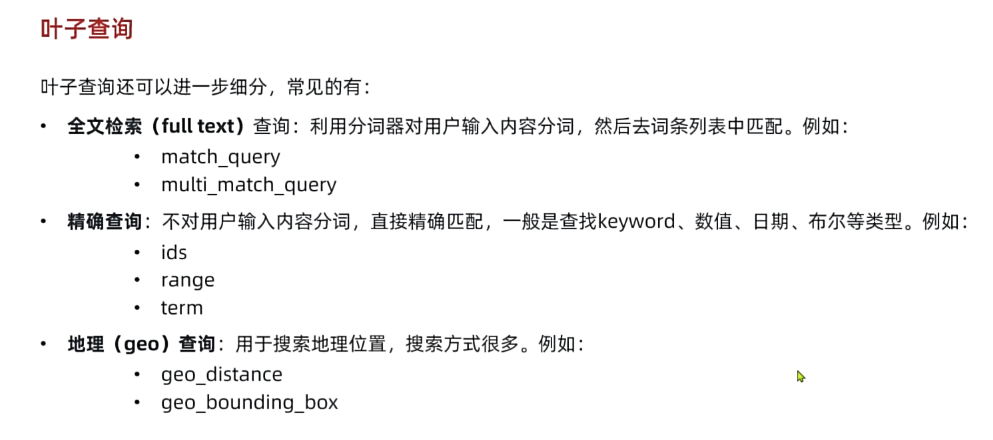 叶子查询
叶子查询还可以进一步细分，常见的有：
• 全文检索（full text）查询：利用分词器对用户输入内容分词，然后去词条列表中匹配。例如：
• match_query
• multi_match_query
• 精确查询：不对用户输入内容分词，直接精确匹配，一般是查找keyword、数值、日期、布尔等类型。例如：
• ids
• range
• term
• 地理（geo）查询：用于搜索地理位置，搜索方式很多。例如：
• geo_distance
• geo_bounding_box